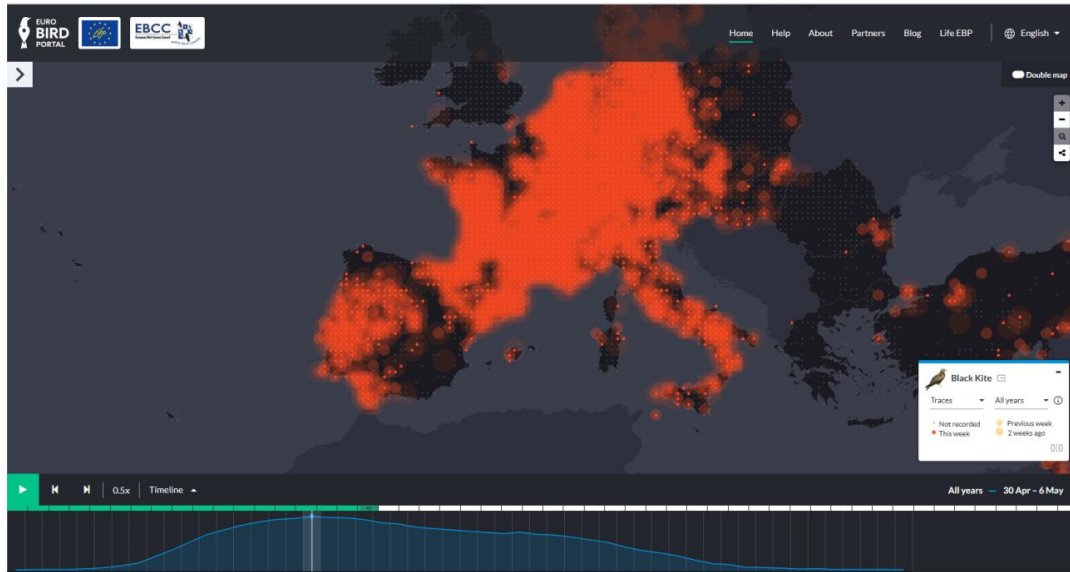 EURO
BIRD
PORTAL
Life
EBCC
Home Help About Partners Blog Life EBP English
Double map
Black Kite
Traces All years
Not recorded Previous week
This week 2 weeks ago
0.5x Timeline
All years — 30 Apr – 6 May